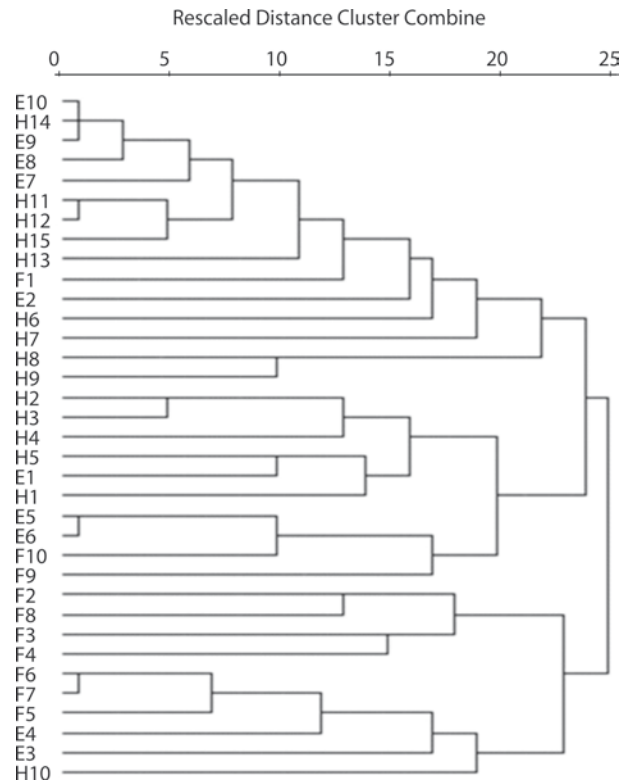 Rescaled Distance Cluster Combine
0 5 10 15 20 25
E10
H14
E9
E8
E7
H11
H12
H15
H13
F1
E2
H6
H7
H8
H9
H2
H3
H4
H5
E1
H1
E5
E6
F10
F9
F2
F8
F3
F4
F6
F7
F5
E4
E3
H10